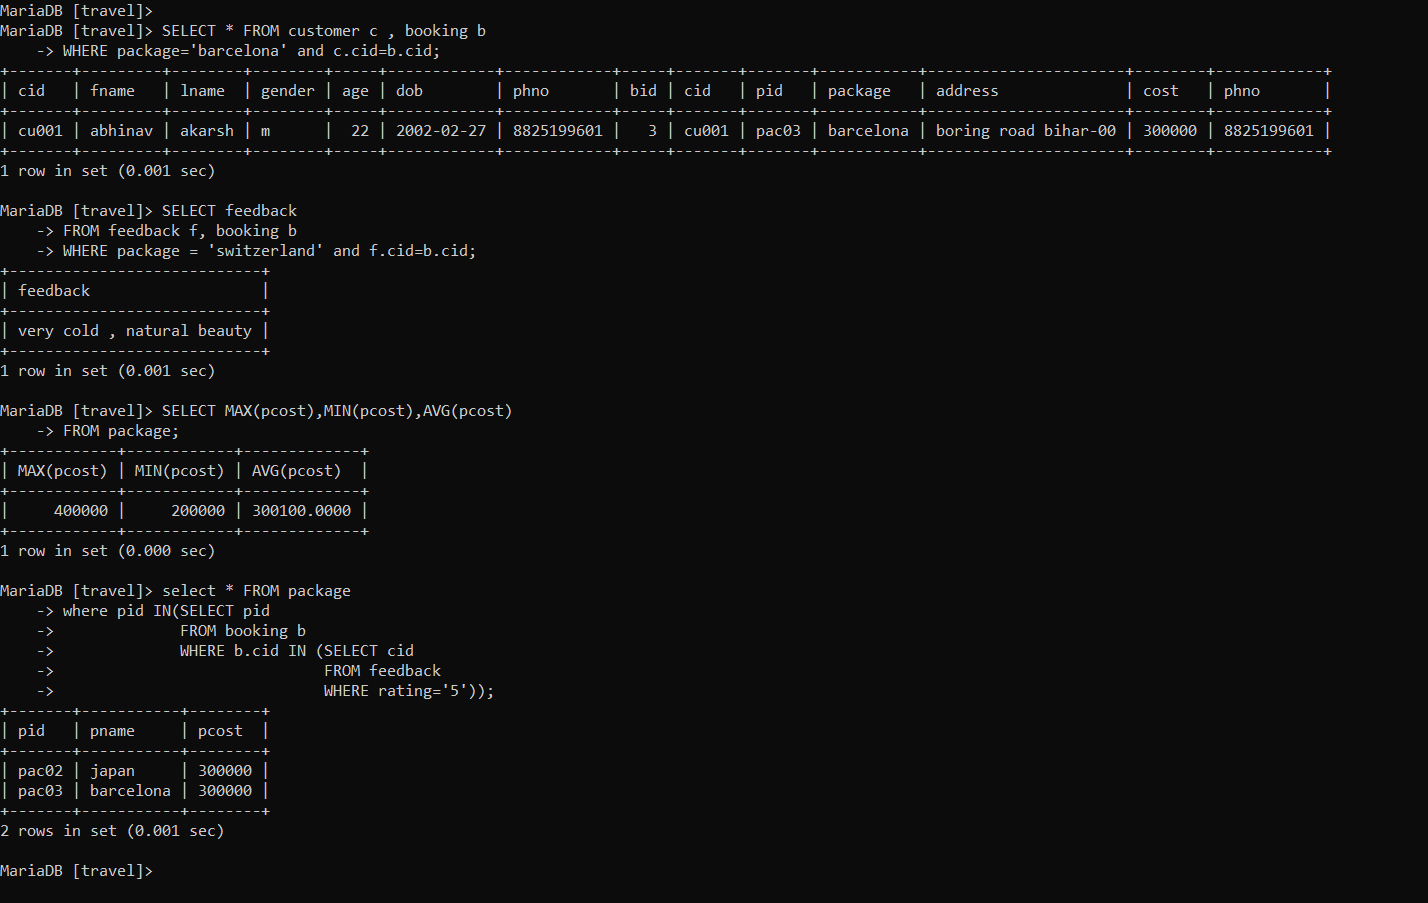 MariaDB [travel]>
MariaDB [travel]> SELECT * FROM customer c , booking b
    -> WHERE package='barcelona' and c.cid=b.cid;
+-------+---------+--------+--------+-----+------------+------------+-----+-------+-------+-----------+----------------------+--------+------------+
| cid   | fname   | lname  | gender | age | dob        | phno       | bid | cid   | pid   | package   | address              | cost   | phno       |
+-------+---------+--------+--------+-----+------------+------------+-----+-------+-------+-----------+----------------------+--------+------------+
| cu001 | abhinav | akarsh | m      |  22 | 2002-02-27 | 8825199601 |   3 | cu001 | pac03 | barcelona | boring road bihar-00 | 300000 | 8825199601 |
+-------+---------+--------+--------+-----+------------+------------+-----+-------+-------+-----------+----------------------+--------+------------+
1 row in set (0.001 sec)

MariaDB [travel]> SELECT feedback
    -> FROM feedback f, booking b
    -> WHERE package = 'switzerland' and f.cid=b.cid;
+----------------------------+
| feedback                   |
+----------------------------+
| very cold , natural beauty |
+----------------------------+
1 row in set (0.001 sec)

MariaDB [travel]> SELECT MAX(pcost),MIN(pcost),AVG(pcost)
    -> FROM package;
+------------+------------+-------------+
| MAX(pcost) | MIN(pcost) | AVG(pcost)  |
+------------+------------+-------------+
|     400000 |     200000 | 300100.0000 |
+------------+------------+-------------+
1 row in set (0.000 sec)

MariaDB [travel]> select * FROM package
    -> where pid IN(SELECT pid
    ->              FROM booking b
    ->              WHERE b.cid IN (SELECT cid
    ->                              FROM feedback
    ->                              WHERE rating='5'));
+-------+-----------+--------+
| pid   | pname     | pcost  |
+-------+-----------+--------+
| pac02 | japan     | 300000 |
| pac03 | barcelona | 300000 |
+-------+-----------+--------+
2 rows in set (0.001 sec)

MariaDB [travel]>